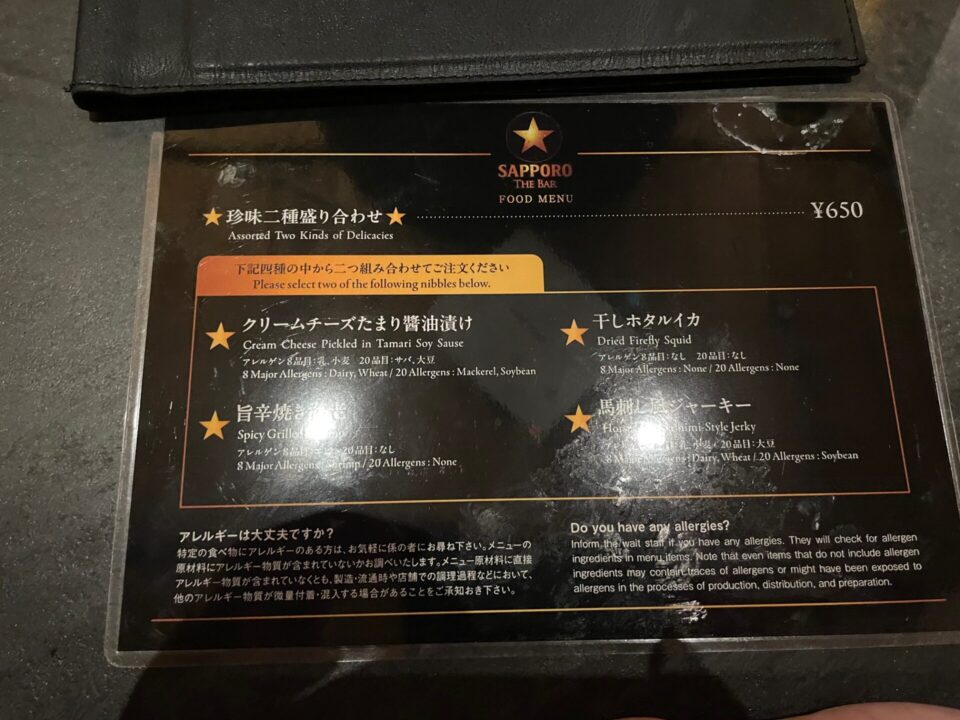 SAPPORO
THE BAR
FOOD MENU
珍味二種盛り合わせ ¥650
Assorted Two Kinds of Delicacies
下記四種の中から二つ組み合わせてご注文ください
Please select two of the following nibbles below.
クリームチーズたまり醬油漬け
Cream Cheese Pickled in Tamari Soy Sause
アレルゲン8品目:乳、小麦 20品目:サバ、大豆
8 Major Allergens : Dairy, Wheat / 20 Allergens : Mackerel, Soybean
干しホタルイカ
Dried Firefly Squid
アレルゲン8品目:なし 20品目:なし
8 Major Allergens : None / 20 Allergens : None
旨辛焼き
Spicy Grilled
アレルゲン8品目: 20品目:なし
8 Major Allergens : Shrimp / 20 Allergens : None
馬刺し風ジャーキー
-Style Jerky
乳、小麦 20品目:大豆
8 Major Allergens : Dairy, Wheat / 20 Allergens : Soybean
アレルギーは大丈夫ですか?
特定の食べ物にアレルギーのある方は、お気軽に係の者にお尋ね下さい。メニューの
原材料にアレルギー物質が含まれていないかお調べいたします。メニュー原材料に直接
アレルギー物質が含まれていなくとも、製造・流通時や店舗での調理過程などにおいて、
他のアレルギー物質が微量付着・混入する場合があることをご承知おき下さい。
Do you have any allergies?
Inform the wait staff if you have any allergies. They will check for allergen
ingredients in menu items. Note that even items that do not include allergen
ingredients may contain traces of allergens or might have been exposed to
allergens in the processes of production, distribution, and preparation.